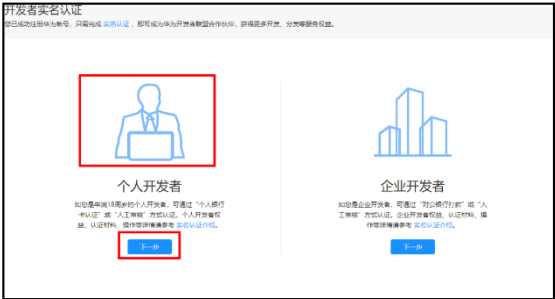 开发者实名认证
您已成功注册华为帐号，只需完成 实名认证 ，即可成为华为开发者联盟合作伙伴，获得更多开发、分发等服务权益。
个人开发者
如您是年满18周岁的个人开发者，可通过“个人银行
卡认证”或“人工审核”方式认证，个人开发者权
益、认证材料、操作等详情请参考 实名认证介绍。
下一步
企业开发者
如您是企业开发者，可通过“对公银行打款”或“人
工审核”方式认证，企业开发者权益、认证材料、操
作等详情请参考 实名认证介绍。
下一步